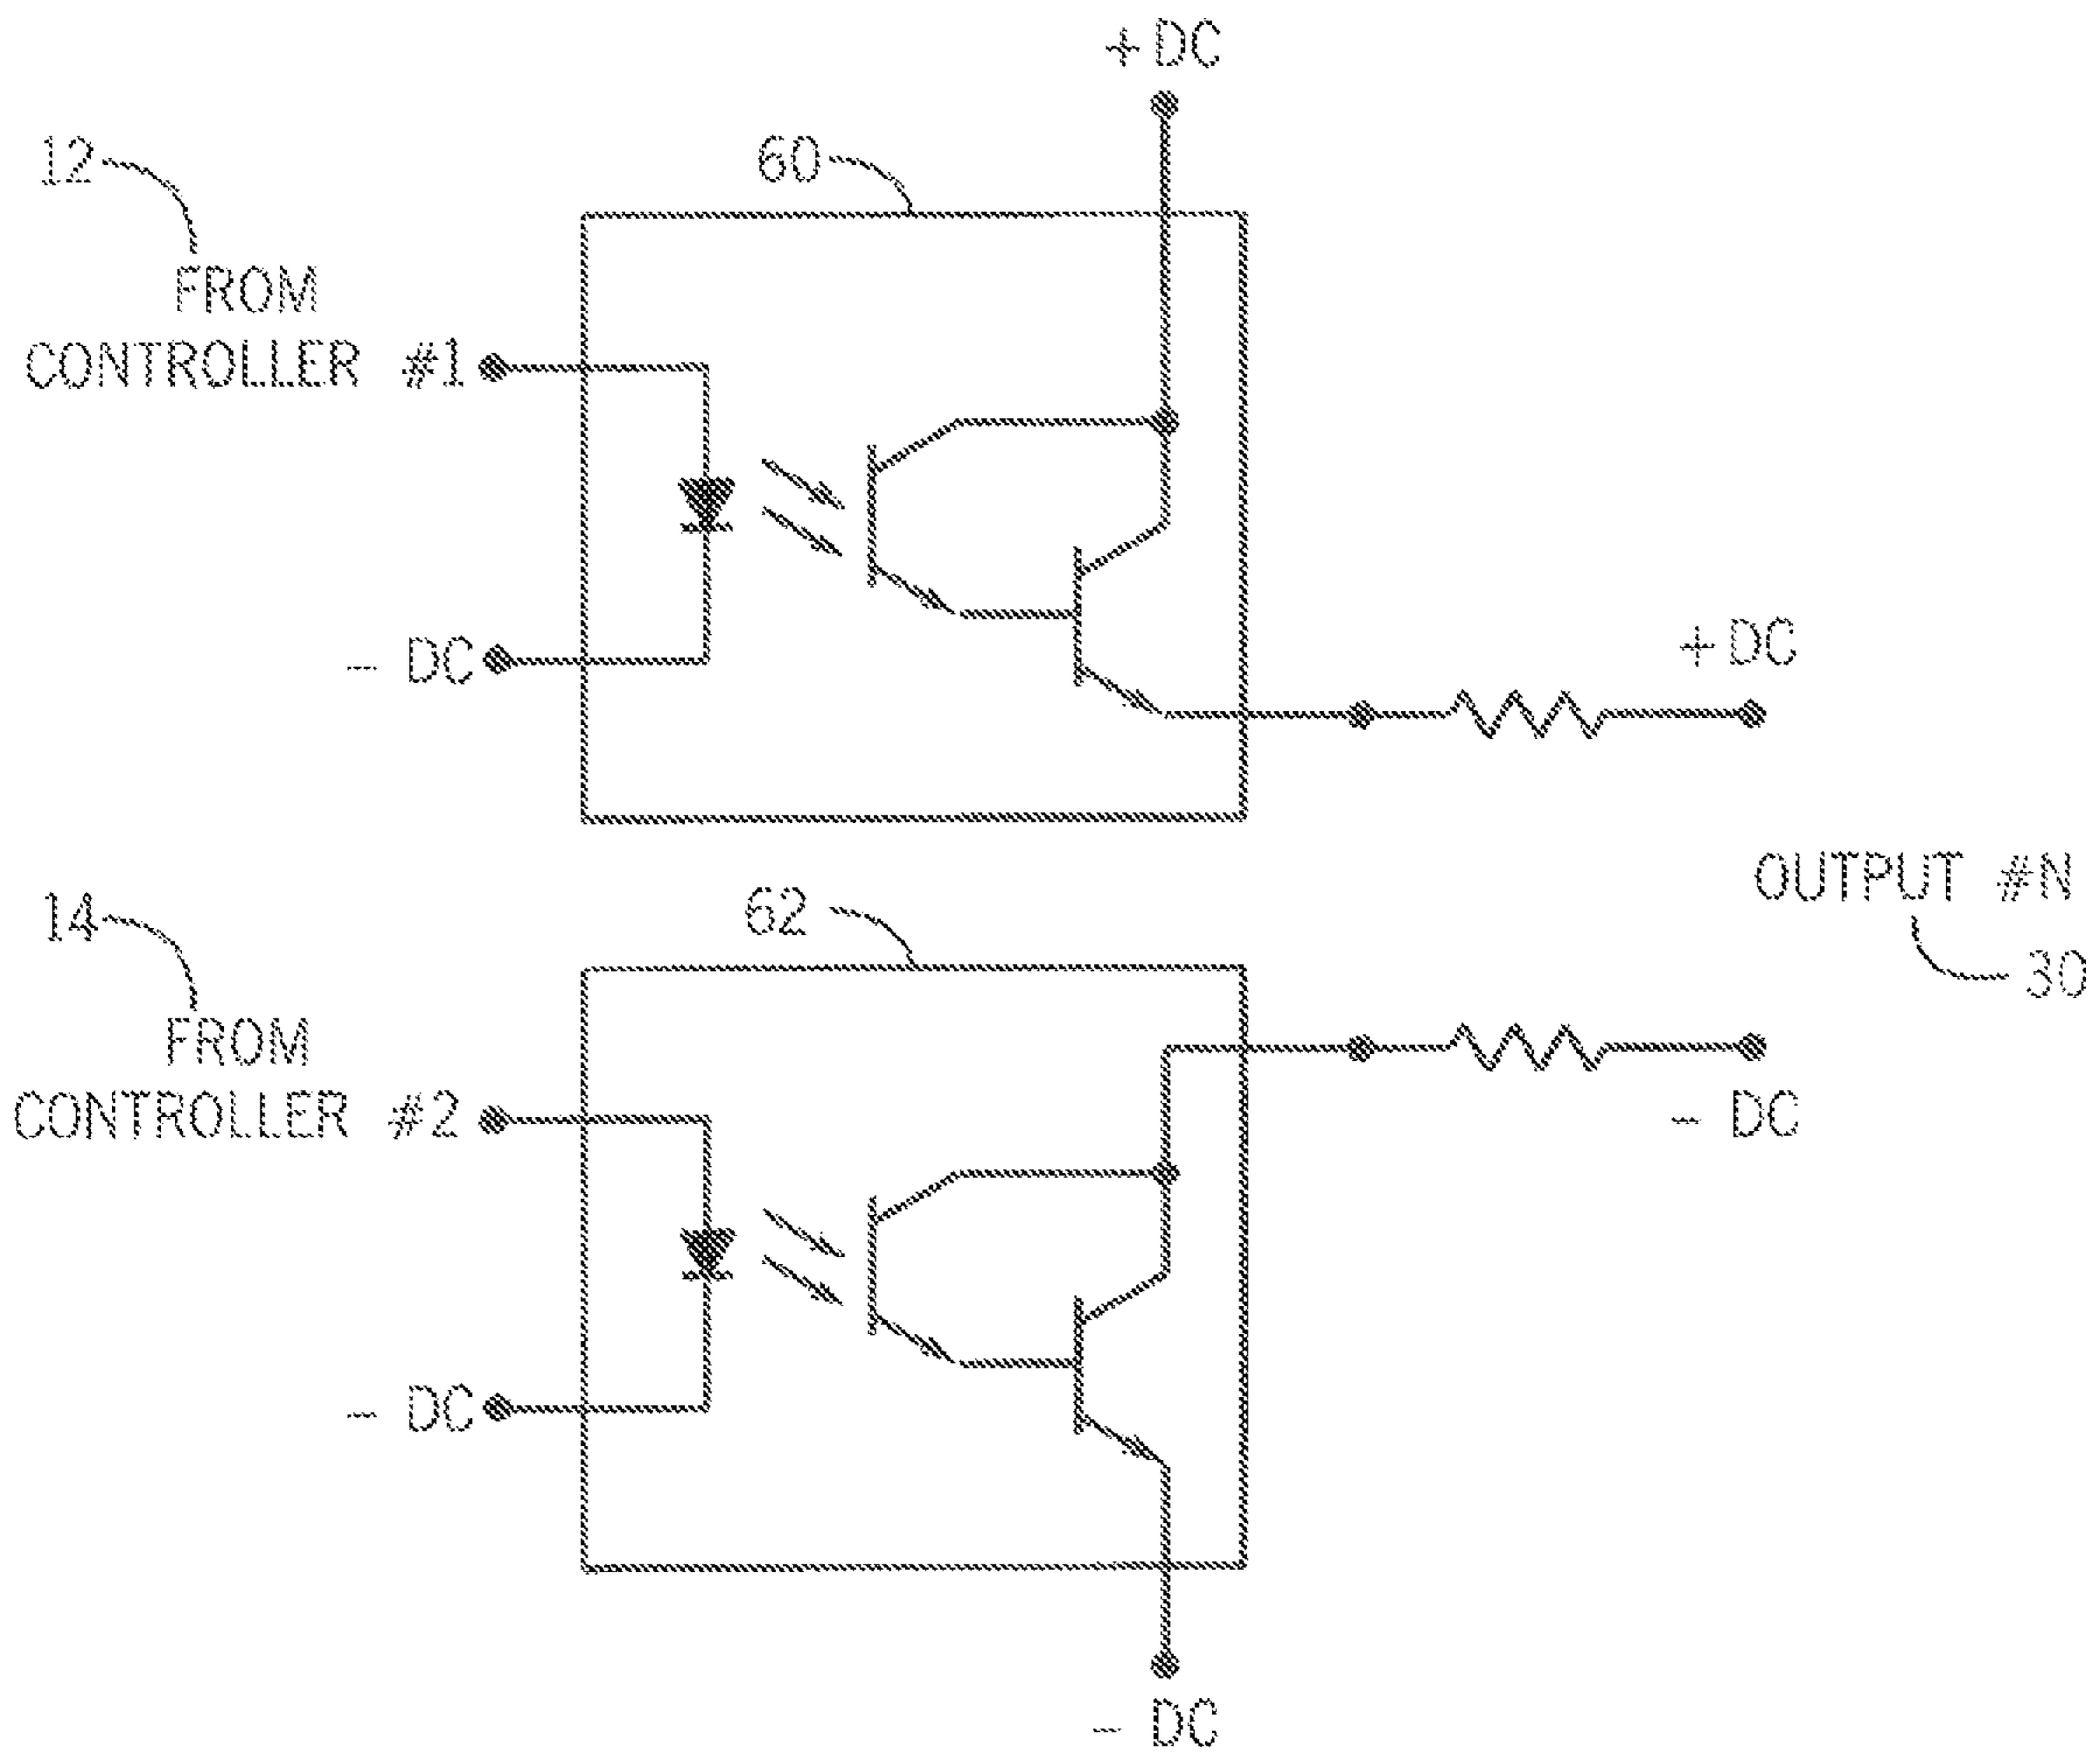 + DC
12
60
FROM
CONTROLLER #1
- DC
+ DC
OUTPUT #N
30
14
62
FROM
CONTROLLER #2
- DC
- DC
- DC